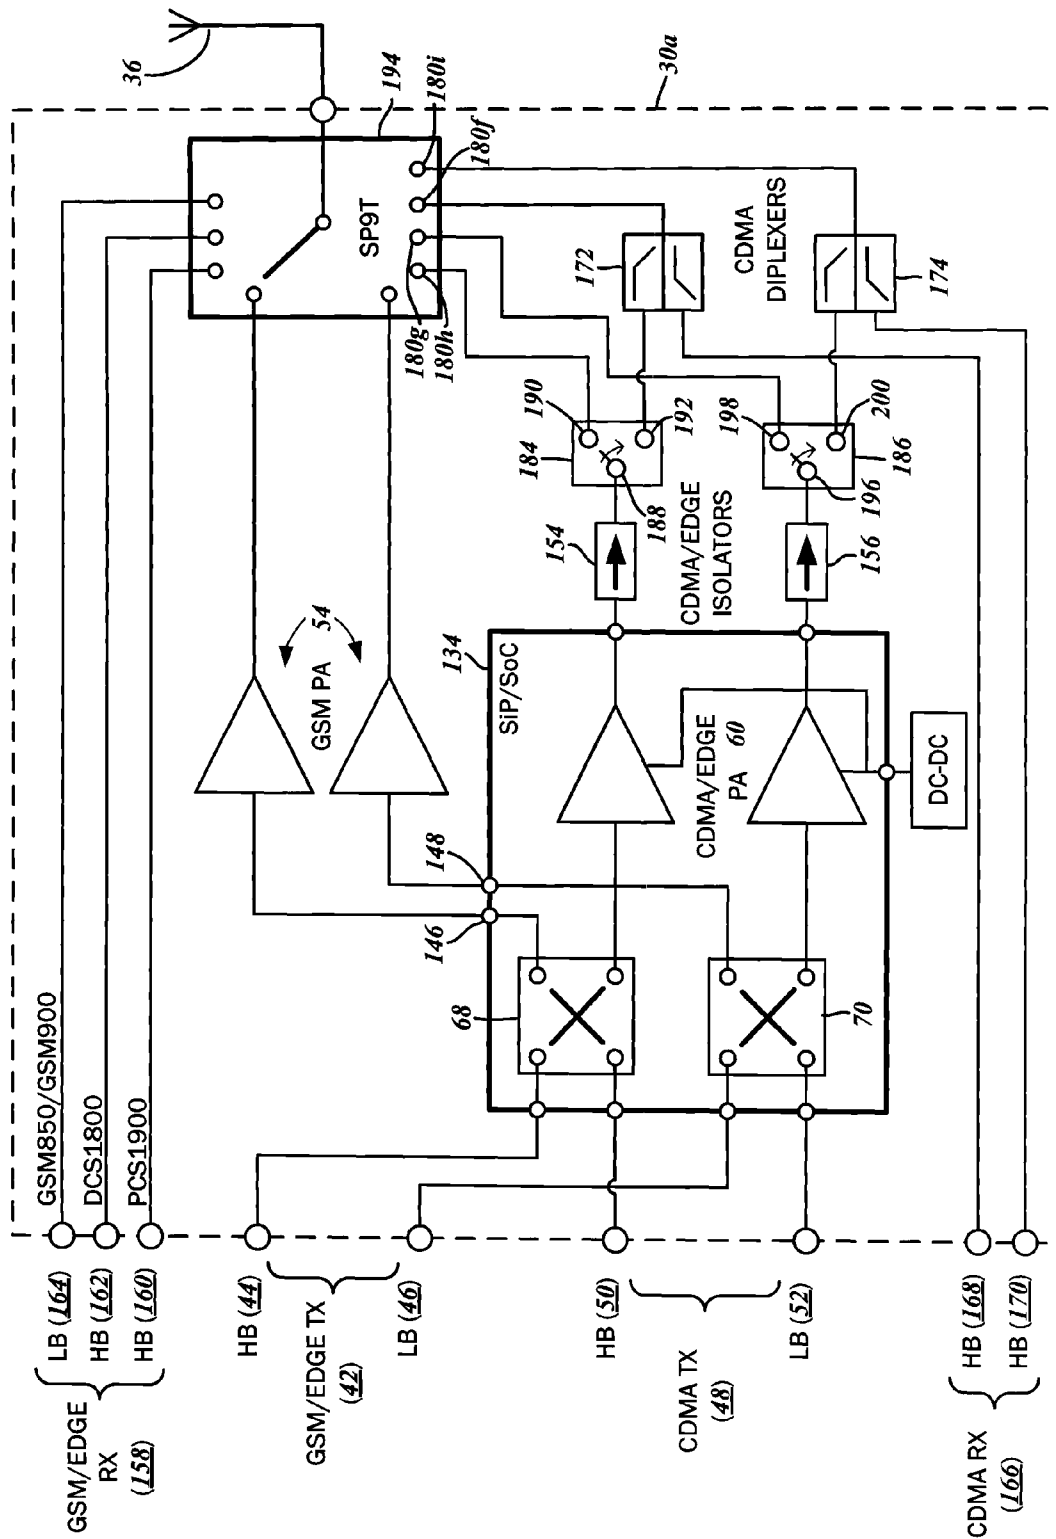 36
30a
194
180i
180f
SP9T
180g
180h
CDMA
DIPLEXERS
172
174
190
192
184
188
198
200
186
196
154
156
CDMA/EDGE
ISOLATORS
54
GSM PA
134
SiP/SoC
CDMA/EDGE
PA 60
DC-DC
148
146
68
70
GSM850/GSM900
DCS1800
PCS1900
LB (164)
HB (162)
HB (160)
GSM/EDGE
RX
(158)
HB (44)
LB (46)
GSM/EDGE TX
(42)
HB (50)
LB (52)
CDMA TX
(48)
HB (168)
HB (170)
CDMA RX
(166)